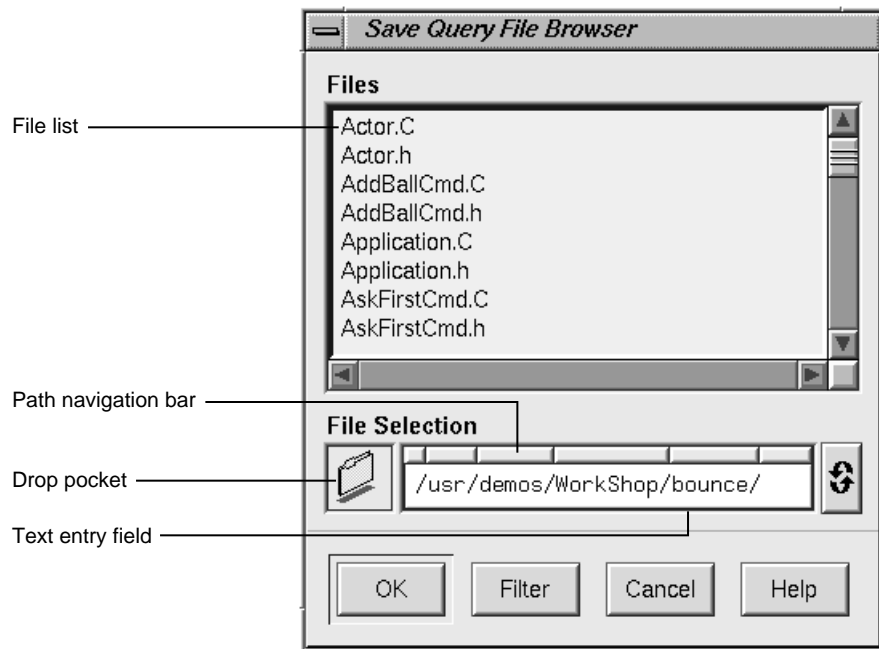 Save Query File Browser
Files
File list
Actor.C
Actor.h
AddBallCmd.C
AddBallCmd.h
Application.C
Application.h
AskFirstCmd.C
AskFirstCmd.h
Path navigation bar
File Selection
Drop pocket
/usr/demos/WorkShop/bounce/
Text entry field
OK
Filter
Cancel
Help